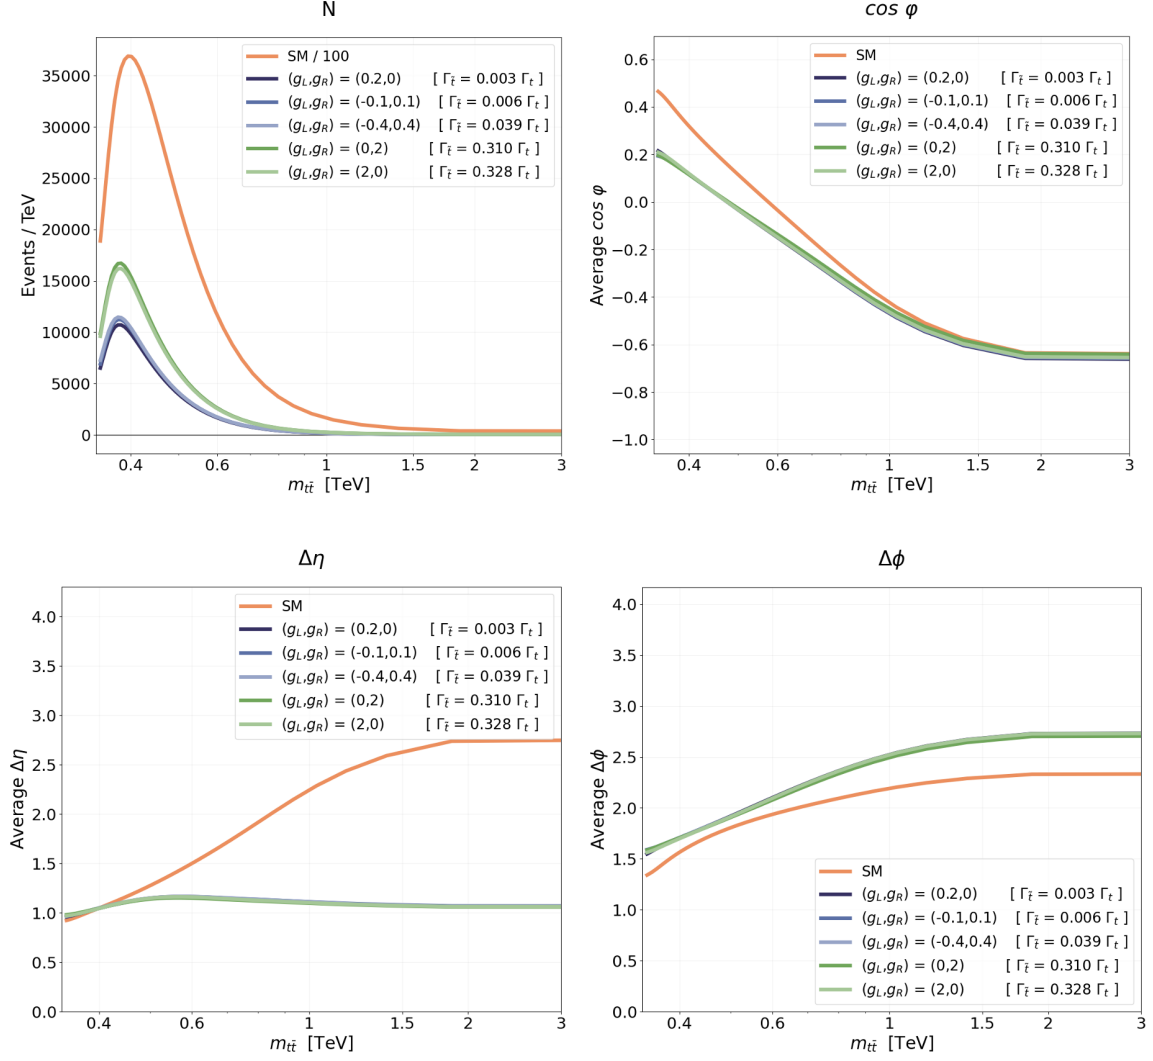 N
Events / TeV
35000
30000
25000
20000
15000
10000
5000
0
SM / 100
(g_L,g_R) = (0.2,0) [ Γ_t̃ = 0.003 Γ_t ]
(g_L,g_R) = (-0.1,0.1) [ Γ_t̃ = 0.006 Γ_t ]
(g_L,g_R) = (-0.4,0.4) [ Γ_t̃ = 0.039 Γ_t ]
(g_L,g_R) = (0,2) [ Γ_t̃ = 0.310 Γ_t ]
(g_L,g_R) = (2,0) [ Γ_t̃ = 0.328 Γ_t ]
0.4 0.6 1 1.5 2 3
m_tt̄ [TeV]
cos φ
Average cos φ
0.6
0.4
0.2
0.0
−0.2
−0.4
−0.6
−0.8
−1.0
SM
(g_L,g_R) = (0.2,0) [ Γ_t̃ = 0.003 Γ_t ]
(g_L,g_R) = (-0.1,0.1) [ Γ_t̃ = 0.006 Γ_t ]
(g_L,g_R) = (-0.4,0.4) [ Γ_t̃ = 0.039 Γ_t ]
(g_L,g_R) = (0,2) [ Γ_t̃ = 0.310 Γ_t ]
(g_L,g_R) = (2,0) [ Γ_t̃ = 0.328 Γ_t ]
0.4 0.6 1 1.5 2 3
m_tt̄ [TeV]
Δη
Average Δη
4.0
3.5
3.0
2.5
2.0
1.5
1.0
0.5
0.0
SM
(g_L,g_R) = (0.2,0) [ Γ_t̃ = 0.003 Γ_t ]
(g_L,g_R) = (-0.1,0.1) [ Γ_t̃ = 0.006 Γ_t ]
(g_L,g_R) = (-0.4,0.4) [ Γ_t̃ = 0.039 Γ_t ]
(g_L,g_R) = (0,2) [ Γ_t̃ = 0.310 Γ_t ]
(g_L,g_R) = (2,0) [ Γ_t̃ = 0.328 Γ_t ]
0.4 0.6 1 1.5 2 3
m_tt̄ [TeV]
Δϕ
Average Δϕ
4.0
3.5
3.0
2.5
2.0
1.5
1.0
0.5
0.0
SM
(g_L,g_R) = (0.2,0) [ Γ_t̃ = 0.003 Γ_t ]
(g_L,g_R) = (-0.1,0.1) [ Γ_t̃ = 0.006 Γ_t ]
(g_L,g_R) = (-0.4,0.4) [ Γ_t̃ = 0.039 Γ_t ]
(g_L,g_R) = (0,2) [ Γ_t̃ = 0.310 Γ_t ]
(g_L,g_R) = (2,0) [ Γ_t̃ = 0.328 Γ_t ]
0.4 0.6 1 1.5 2 3
m_tt̄ [TeV]